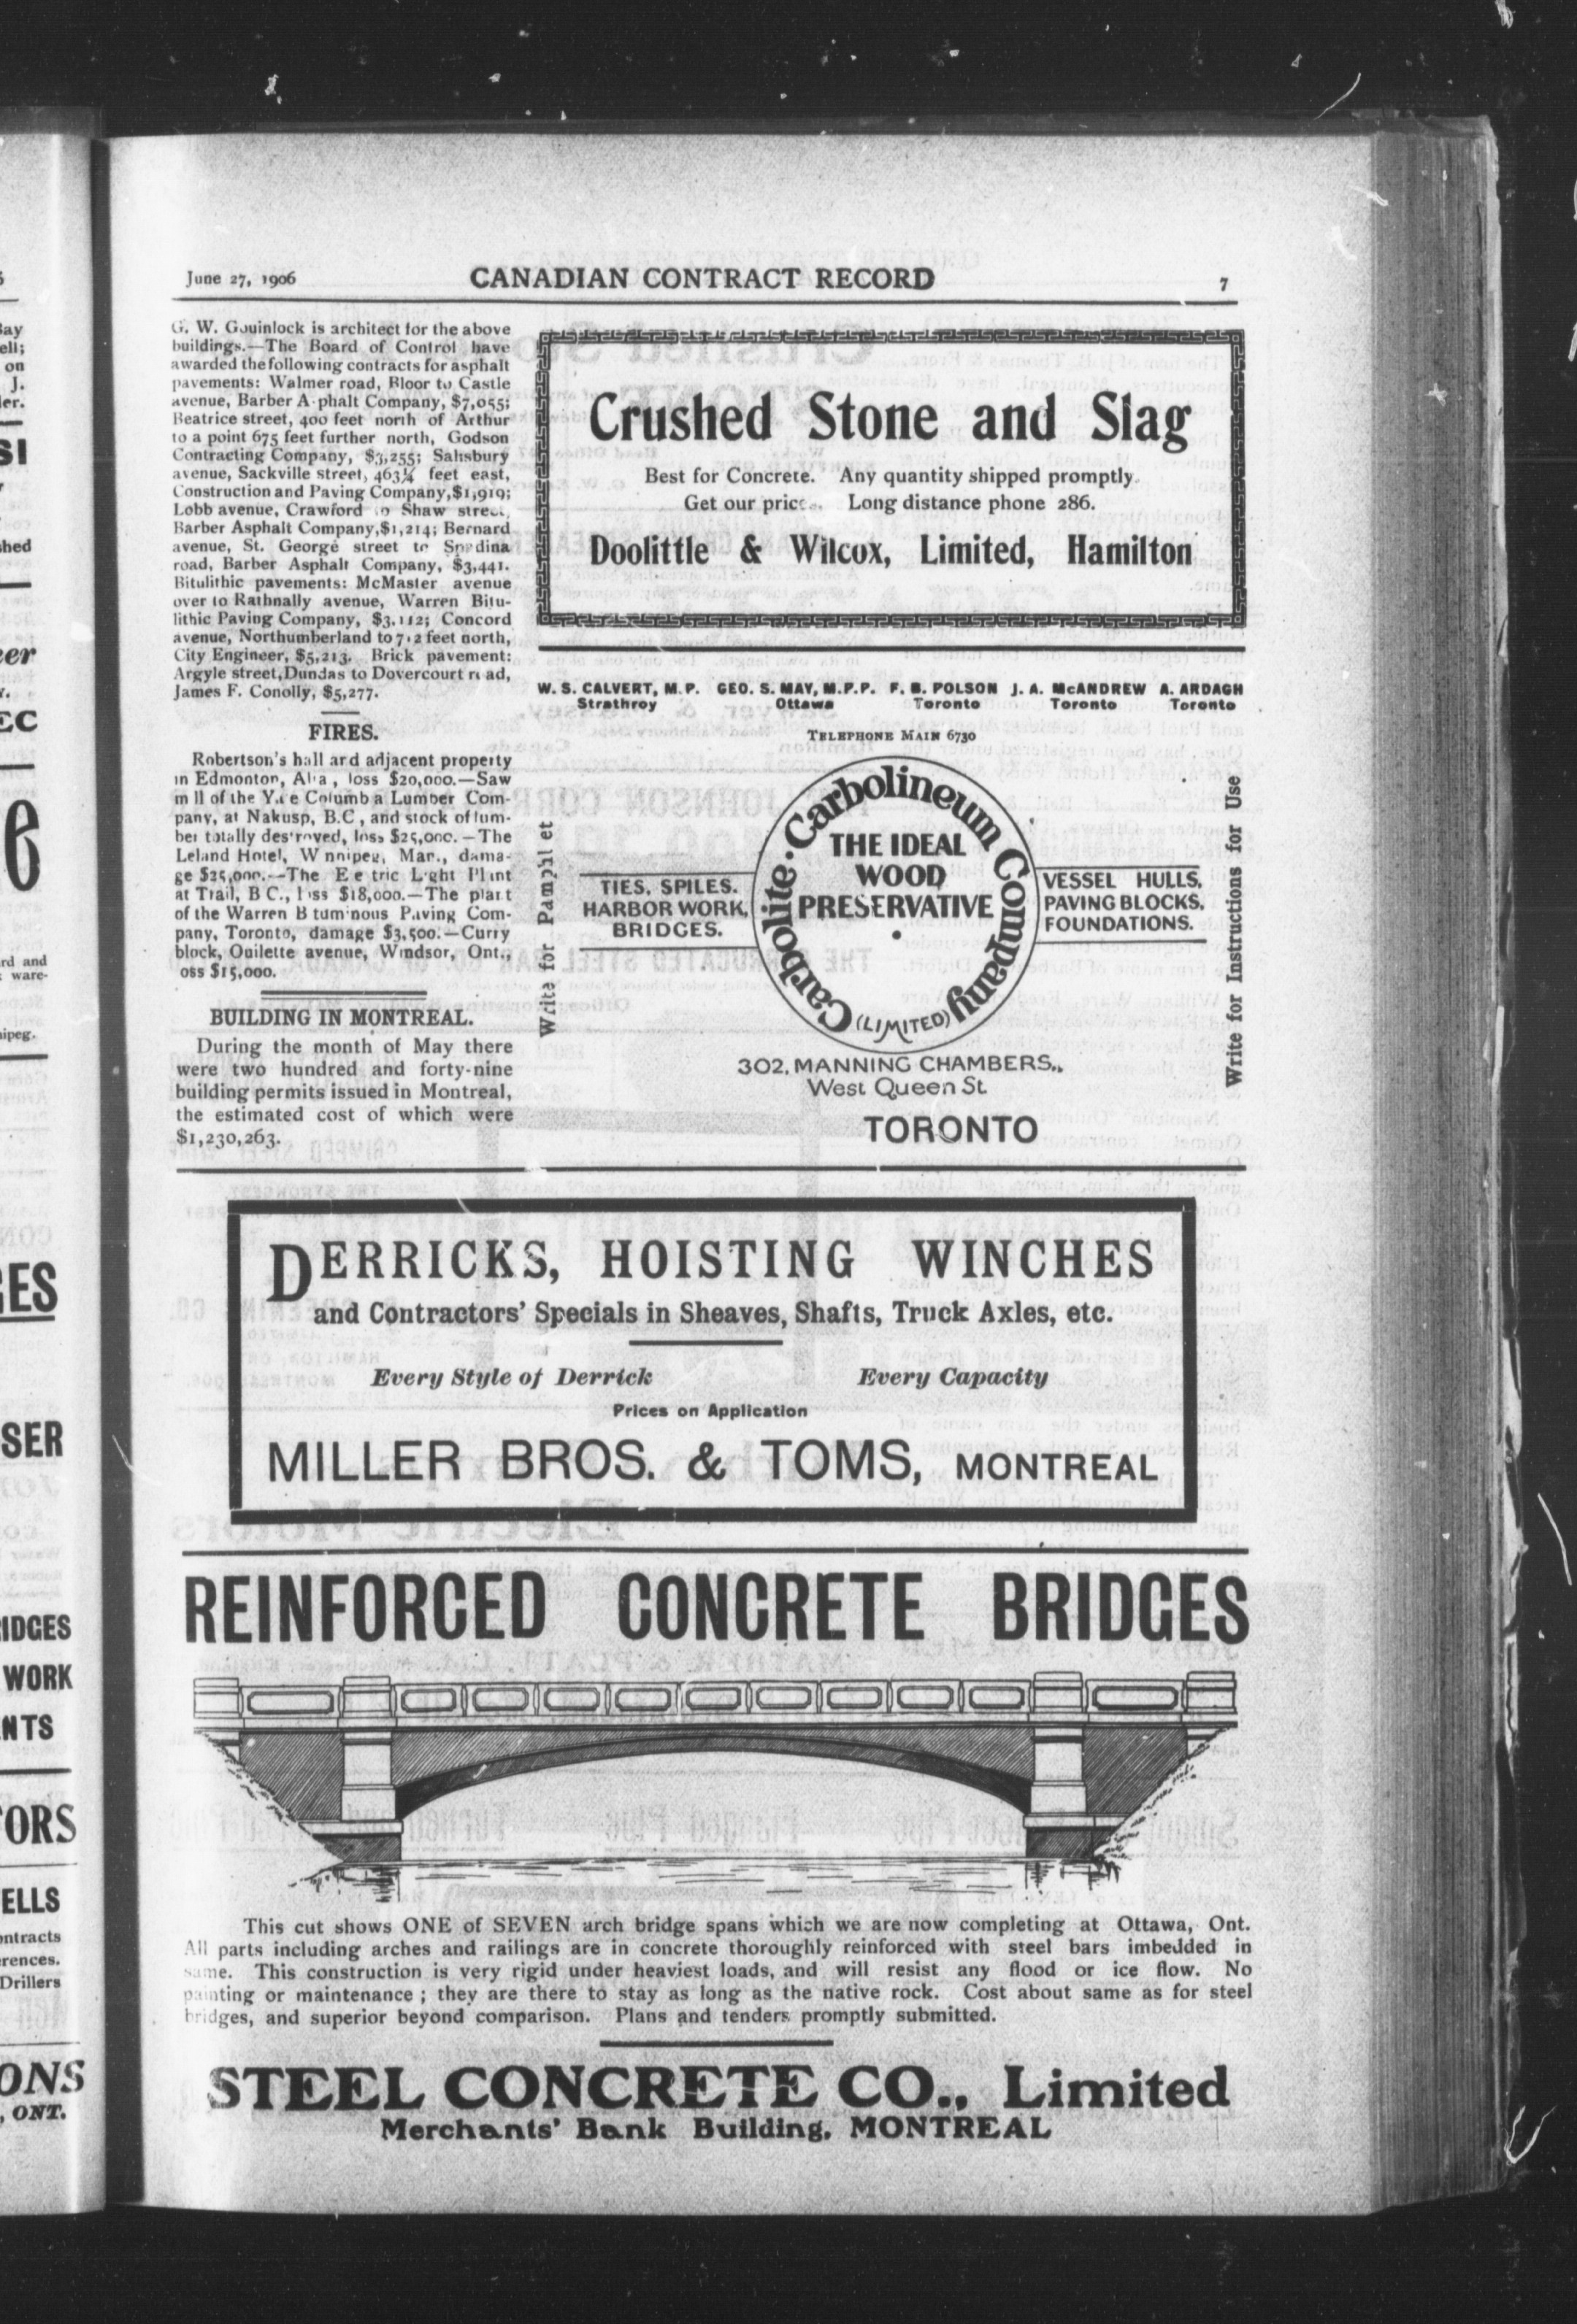 June 27, 1906
CANADIAN CONTRACT RECORD
7
G. W. Gouinlock is architect for the above
buildings.—The Board of Control have
awarded the following contracts for asphalt
pavements: Walmer road, Bloor to Castle
avenue, Barber A phalt Company, $7,055;
Beatrice street, 400 feet north of Arthur
to a point 675 feet further north, Godson
Contracting Company, $3,255; Salisbury
avenue, Sackville street, 463¼ feet east,
Construction and Paving Company, $1,919;
Lobb avenue, Crawford to Shaw street,
Barber Asphalt Company, $1,214; Bernard
avenue, St. George street to Spadina
road, Barber Asphalt Company, $3,441.
Bitulithic pavements: McMaster avenue
over to Rathnally avenue, Warren Bitu-
lithic Paving Company, $3,112; Concord
avenue, Northumberland to 712 feet north,
City Engineer, $5,213. Brick pavement:
Argyle street, Dundas to Dovercourt road,
James F. Conolly, $5,277.
FIRES.
Robertson's hall and adjacent property
in Edmonton, Alta, loss $20,000.—Saw
mill of the Yale Columbia Lumber Com-
pany, at Nakusp, B.C, and stock of lum-
ber totally destroyed, loss $25,000.—The
Leland Hotel, Winnipeg, Man., dama-
ge $25,000.—The Electric Light Plant
at Trail, B C., loss $18,000.—The plant
of the Warren Bituminous Paving Com-
pany, Toronto, damage $3,500.—Curry
block, Ouilette avenue, Windsor, Ont.,
oss $15,000.
BUILDING IN MONTREAL.
During the month of May there
were two hundred and forty-nine
building permits issued in Montreal,
the estimated cost of which were
$1,230,263.
Crushed Stone and Slag
Best for Concrete. Any quantity shipped promptly.
Get our prices. Long distance phone 286.
Doolittle & Wilcox, Limited, Hamilton
W. S. CALVERT, M.P. GEO. S. MAY, M.P.P. F. B. POLSON J. A. McANDREW A. ARDAGH
Strathroy Ottawa Toronto Toronto Toronto
TELEPHONE MAIN 6730
Write for Pamphlet
TIES. SPILES.
HARBOR WORK,
BRIDGES.
Carbolite-Carbolineum Company
(LIMITED)
THE IDEAL
WOOD
PRESERVATIVE
VESSEL HULLS.
PAVING BLOCKS.
FOUNDATIONS.
Write for Instructions for Use
302, MANNING CHAMBERS.,
West Queen St.
TORONTO
DERRICKS, HOISTING WINCHES
and Contractors' Specials in Sheaves, Shafts, Truck Axles, etc.
Every Style of Derrick Every Capacity
Prices on Application
MILLER BROS. & TOMS, MONTREAL
REINFORCED CONCRETE BRIDGES
This cut shows ONE of SEVEN arch bridge spans which we are now completing at Ottawa, Ont.
All parts including arches and railings are in concrete thoroughly reinforced with steel bars imbedded in
same. This construction is very rigid under heaviest loads, and will resist any flood or ice flow. No
painting or maintenance ; they are there to stay as long as the native rock. Cost about same as for steel
bridges, and superior beyond comparison. Plans and tenders promptly submitted.
STEEL CONCRETE CO., Limited
Merchants' Bank Building, MONTREAL